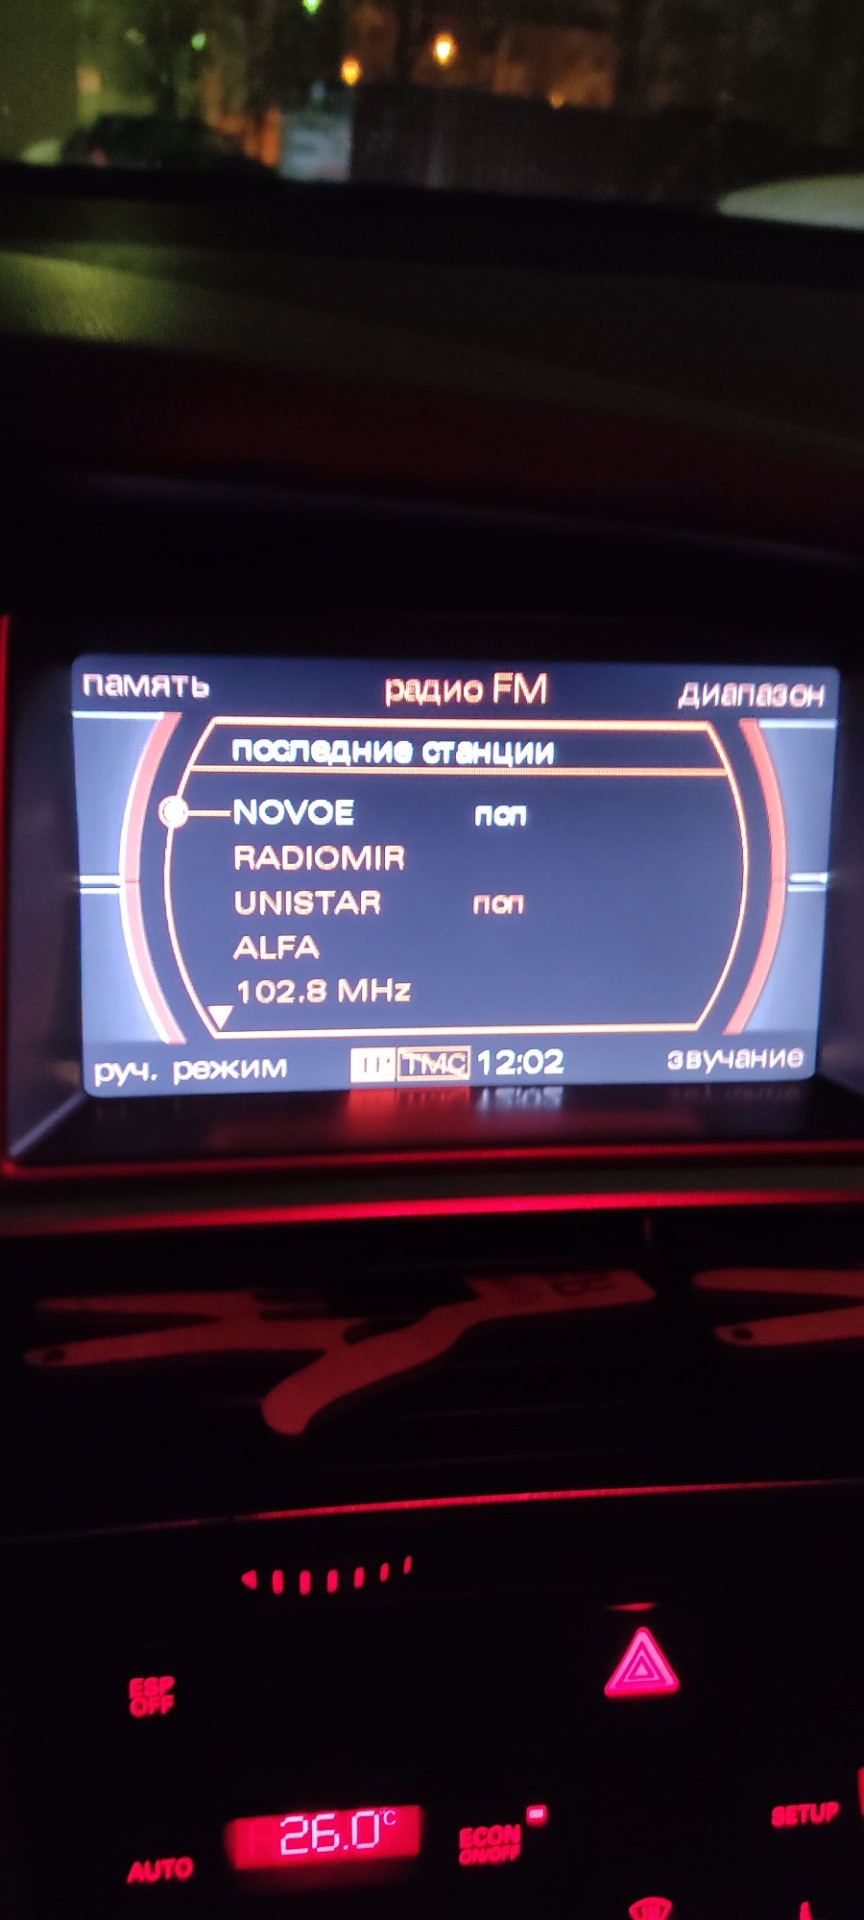 память радио FM диапазон
последние станции
NOVOE поп
RADIOMIR
UNISTAR поп
ALFA
102.8 MHz
руч. режим TP TMC 12:02 звучание
ESP
OFF
26.0°C
AUTO
ECON
ON/OFF
SETUP